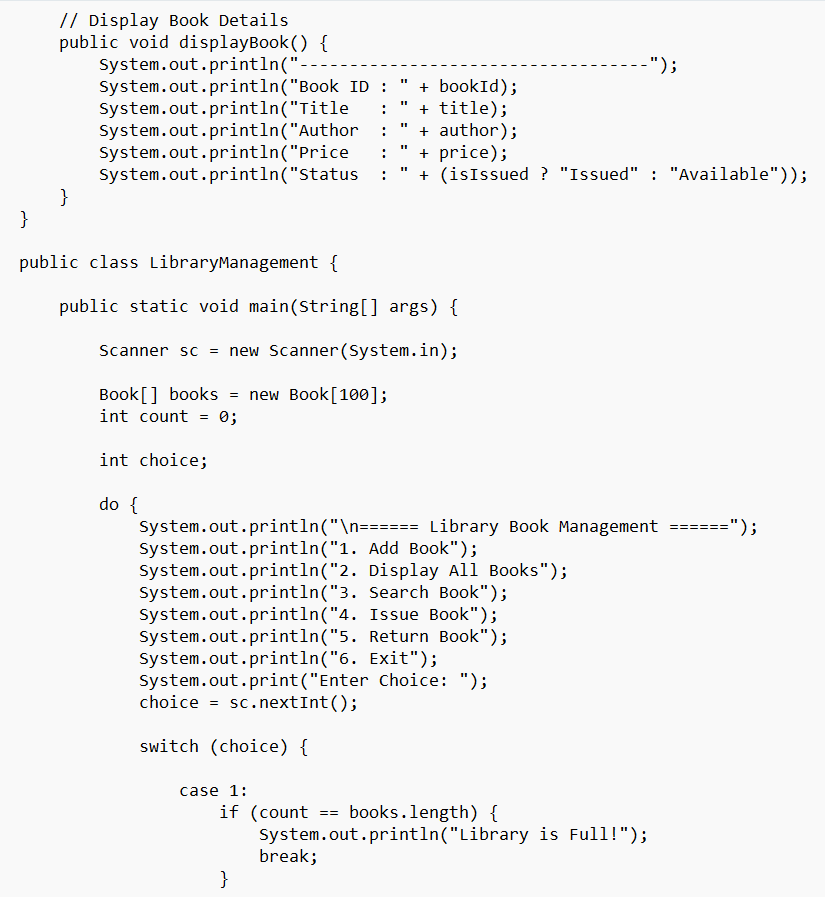 // Display Book Details
    public void displayBook() {
        System.out.println("-----------------------------------");
        System.out.println("Book ID : " + bookId);
        System.out.println("Title   : " + title);
        System.out.println("Author  : " + author);
        System.out.println("Price   : " + price);
        System.out.println("Status  : " + (isIssued ? "Issued" : "Available"));
    }
}

public class LibraryManagement {

    public static void main(String[] args) {

        Scanner sc = new Scanner(System.in);

        Book[] books = new Book[100];
        int count = 0;

        int choice;

        do {
            System.out.println("\n====== Library Book Management ======");
            System.out.println("1. Add Book");
            System.out.println("2. Display All Books");
            System.out.println("3. Search Book");
            System.out.println("4. Issue Book");
            System.out.println("5. Return Book");
            System.out.println("6. Exit");
            System.out.print("Enter Choice: ");
            choice = sc.nextInt();

            switch (choice) {

                case 1:
                    if (count == books.length) {
                        System.out.println("Library is Full!");
                        break;
                    }